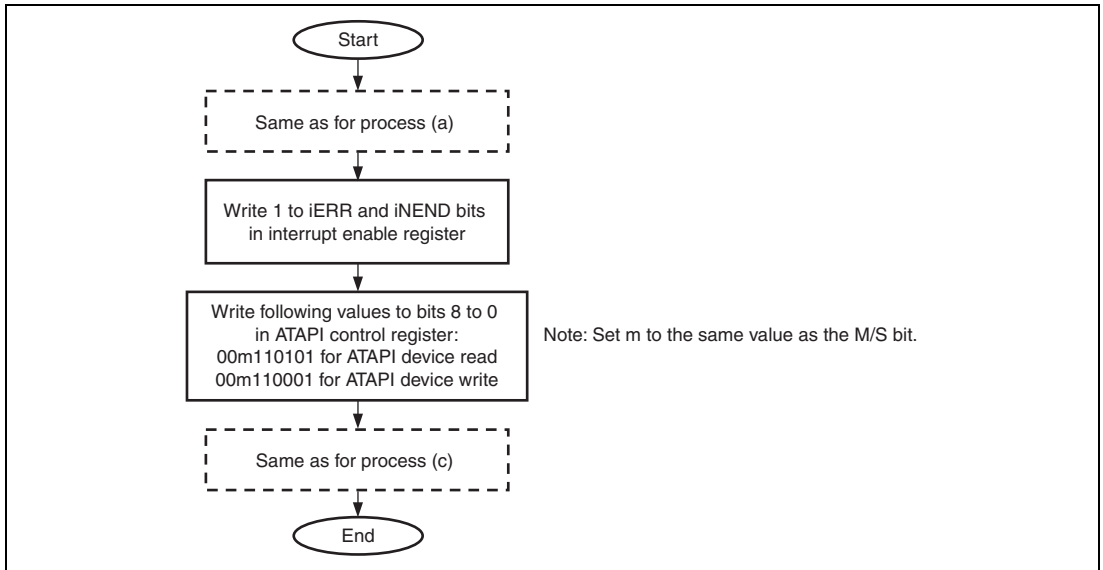 Start
Same as for process (a)
Write 1 to iERR and iNEND bits
in interrupt enable register
Write following values to bits 8 to 0
in ATAPI control register:
00m110101 for ATAPI device read
00m110001 for ATAPI device write
Note: Set m to the same value as the M/S bit.
Same as for process (c)
End